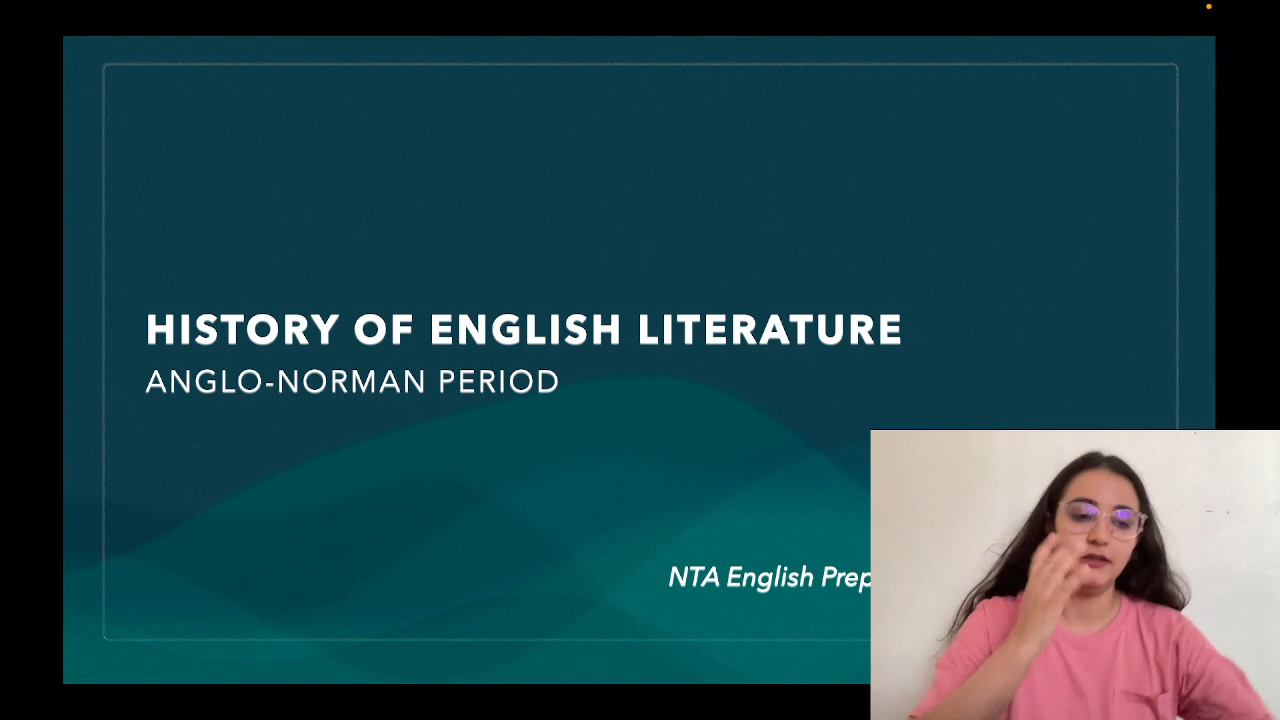 HISTORY OF ENGLISH LITERATURE
ANGLO-NORMAN PERIOD
NTA English Prep